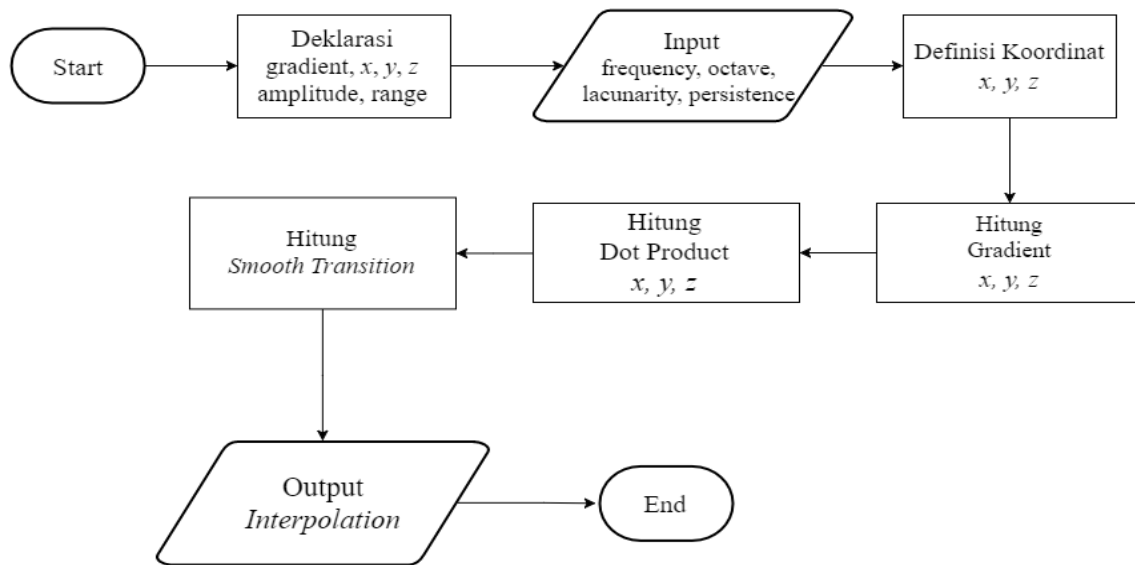 Start
Deklarasi
gradient, x, y, z
amplitude, range
Input
frequency, octave,
lacunarity, persistence
Definisi Koordinat
x, y, z
Hitung
Gradient
x, y, z
Hitung
Dot Product
x, y, z
Hitung
Smooth Transition
Output
Interpolation
End